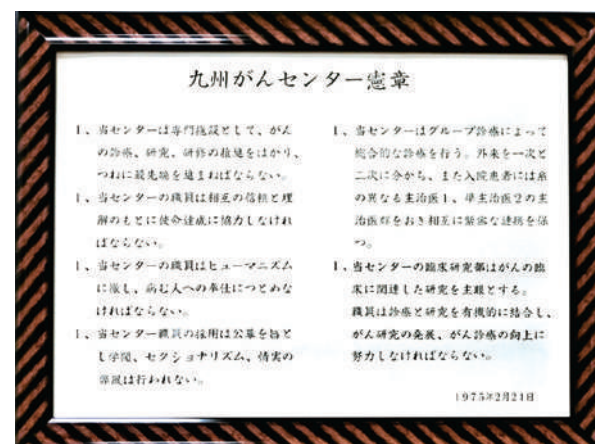 九州がんセンター憲章
1、当センターは専門施設として、がん
の診療、研究、研修の推進をはかり、
つねに最先端を進まねばならない。
1、当センターの職員は相互の信頼と理
解のもとに使命達成に協力しなけれ
ばならない。
1、当センターの職員はヒューマニズム
に徹し、病む人への奉仕につとめな
ければならない。
1、当センター職員の採用は公募を旨と
し学閥、セクショナリズム、情実の
弊風は行われない。
1、当センターはグループ診療によって
総合的な診療を行う。外来を一次と
二次に分かち、また入院患者には系
の異なる主治医1、準主治医2の主
治医群をおき相互に緊密な連携を保
つ。
1、当センターの臨床研究部はがんの臨
床に関連した研究を主眼とする。
職員は診療と研究を有機的に結合し、
がん研究の発展、がん診療の向上に
努力しなければならない。
1975年2月21日